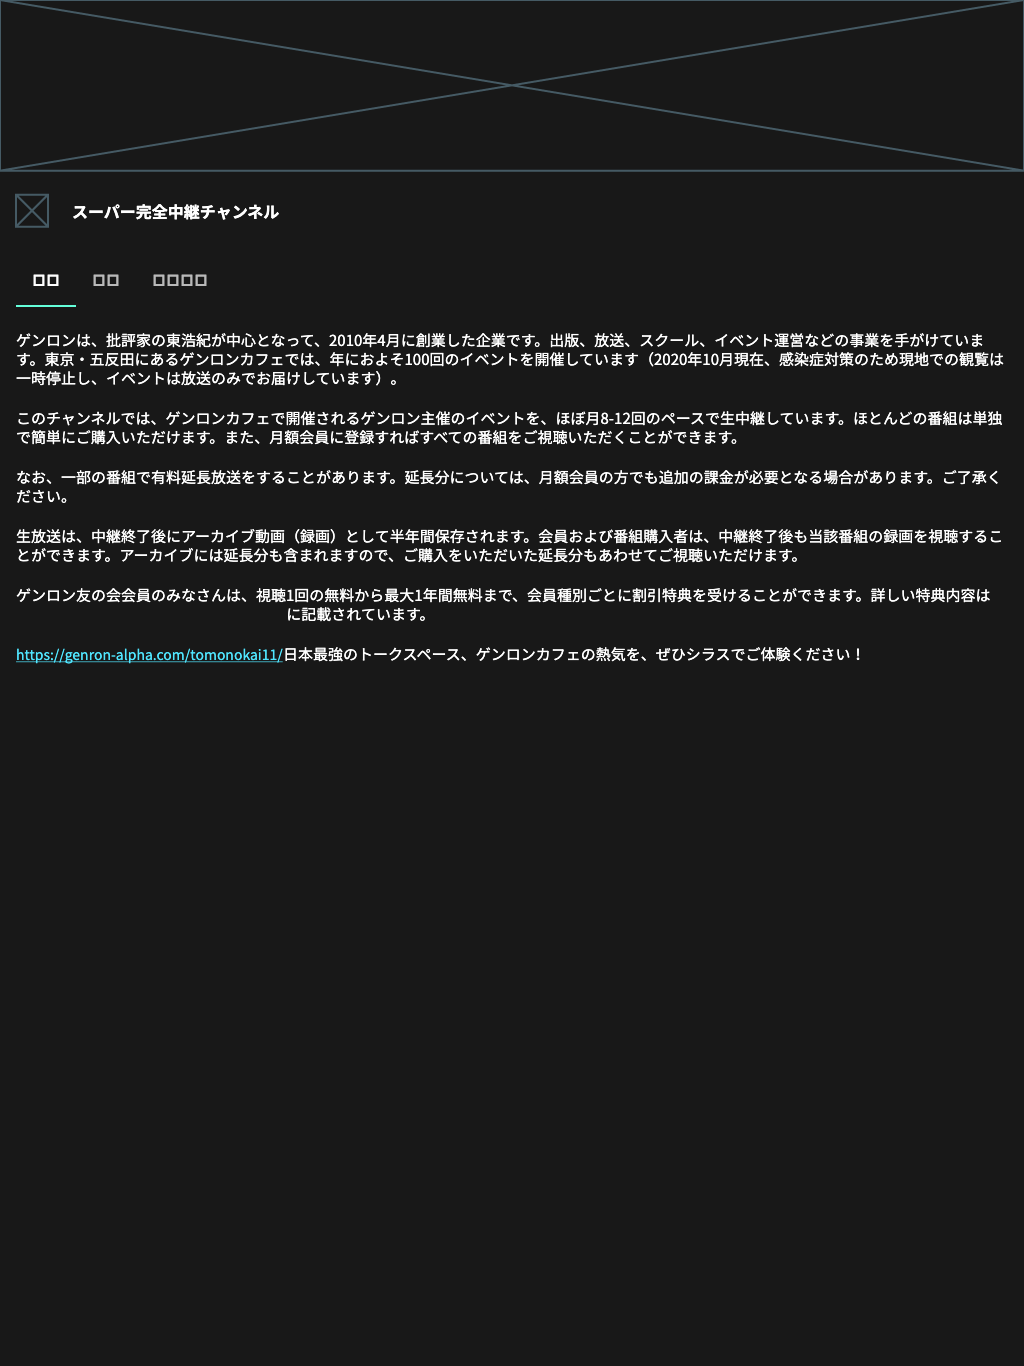 スーパー完全中継チャンネル
ゲンロンは、批評家の東浩紀が中心となって、2010年4月に創業した企業です。出版、放送、スクール、イベント運営などの事業を手がけていま
す。東京・五反田にあるゲンロンカフェでは、年におよそ100回のイベントを開催しています（2020年10月現在、感染症対策のため現地での観覧は
一時停止し、イベントは放送のみでお届けしています）。
このチャンネルでは、ゲンロンカフェで開催されるゲンロン主催のイベントを、ほぼ月8-12回のペースで生中継しています。ほとんどの番組は単独
で簡単にご購入いただけます。また、月額会員に登録すればすべての番組をご視聴いただくことができます。
なお、一部の番組で有料延長放送をすることがあります。延長分については、月額会員の方でも追加の課金が必要となる場合があります。ご了承く
ださい。
生放送は、中継終了後にアーカイブ動画（録画）として半年間保存されます。会員および番組購入者は、中継終了後も当該番組の録画を視聴するこ
とができます。アーカイブには延長分も含まれますので、ご購入をいただいた延長分もあわせてご視聴いただけます。
ゲンロン友の会会員のみなさんは、視聴1回の無料から最大1年間無料まで、会員種別ごとに割引特典を受けることができます。詳しい特典内容は
に記載されています。
https://genron-alpha.com/tomonokai11/日本最強のトークスペース、ゲンロンカフェの熱気を、ぜひシラスでご体験ください！